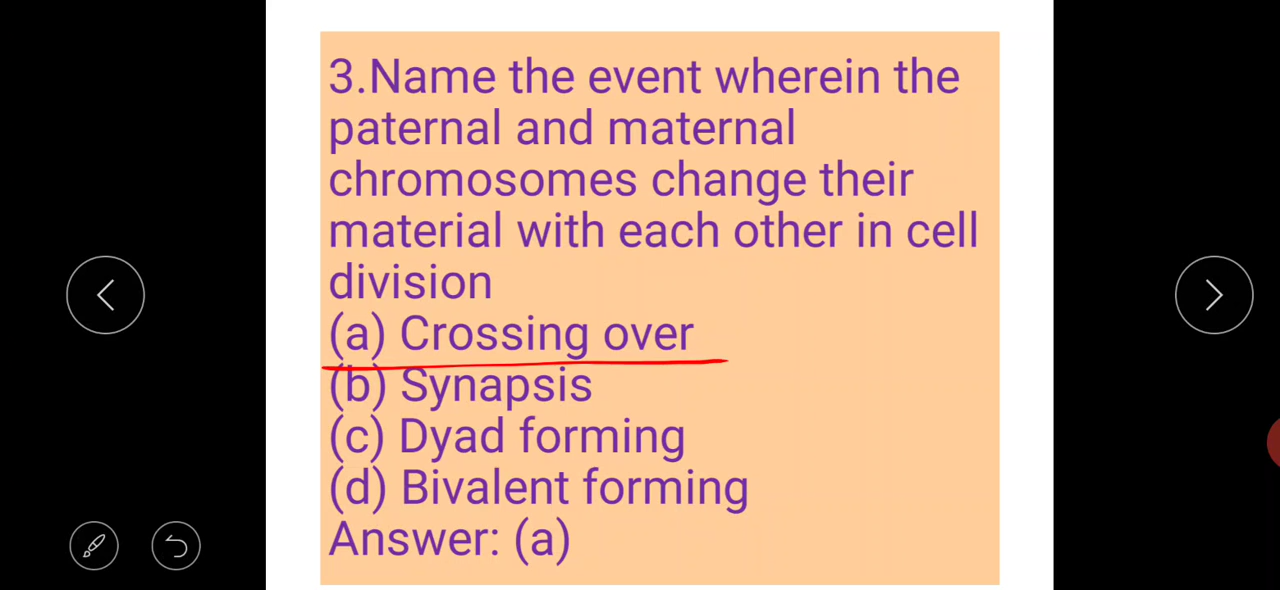 3.Name the event wherein the
paternal and maternal
chromosomes change their
material with each other in cell
division
(a) Crossing over
(b) Synapsis
(c) Dyad forming
(d) Bivalent forming
Answer: (a)